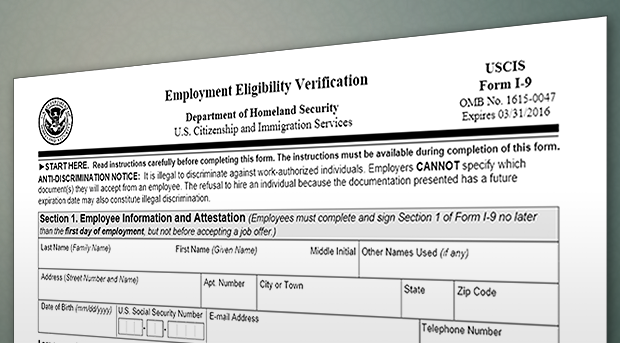 Employment Eligibility Verification
Department of Homeland Security
U.S. Citizenship and Immigration Services
USCIS
Form I-9
OMB No. 1615-0047
Expires 03/31/2016
►START HERE. Read instructions carefully before completing this form. The instructions must be available during completion of this form.
ANTI-DISCRIMINATION NOTICE: It is illegal to discriminate against work-authorized individuals. Employers CANNOT specify which
document(s) they will accept from an employee. The refusal to hire an individual because the documentation presented has a future
expiration date may also constitute illegal discrimination.
Section 1. Employee Information and Attestation (Employees must complete and sign Section 1 of Form I-9 no later
than the first day of employment, but not before accepting a job offer.)
Last Name (Family Name) First Name (Given Name) Middle Initial Other Names Used (if any)
Address (Street Number and Name) Apt. Number City or Town State Zip Code
Date of Birth (mm/dd/yyyy) U.S. Social Security Number E-mail Address Telephone Number